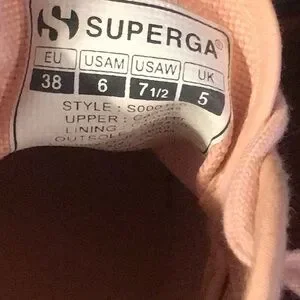 SUPERGA®
EU USAM USAW UK
38 6 7 1/2 5
STYLE :
UPPER :
LINING